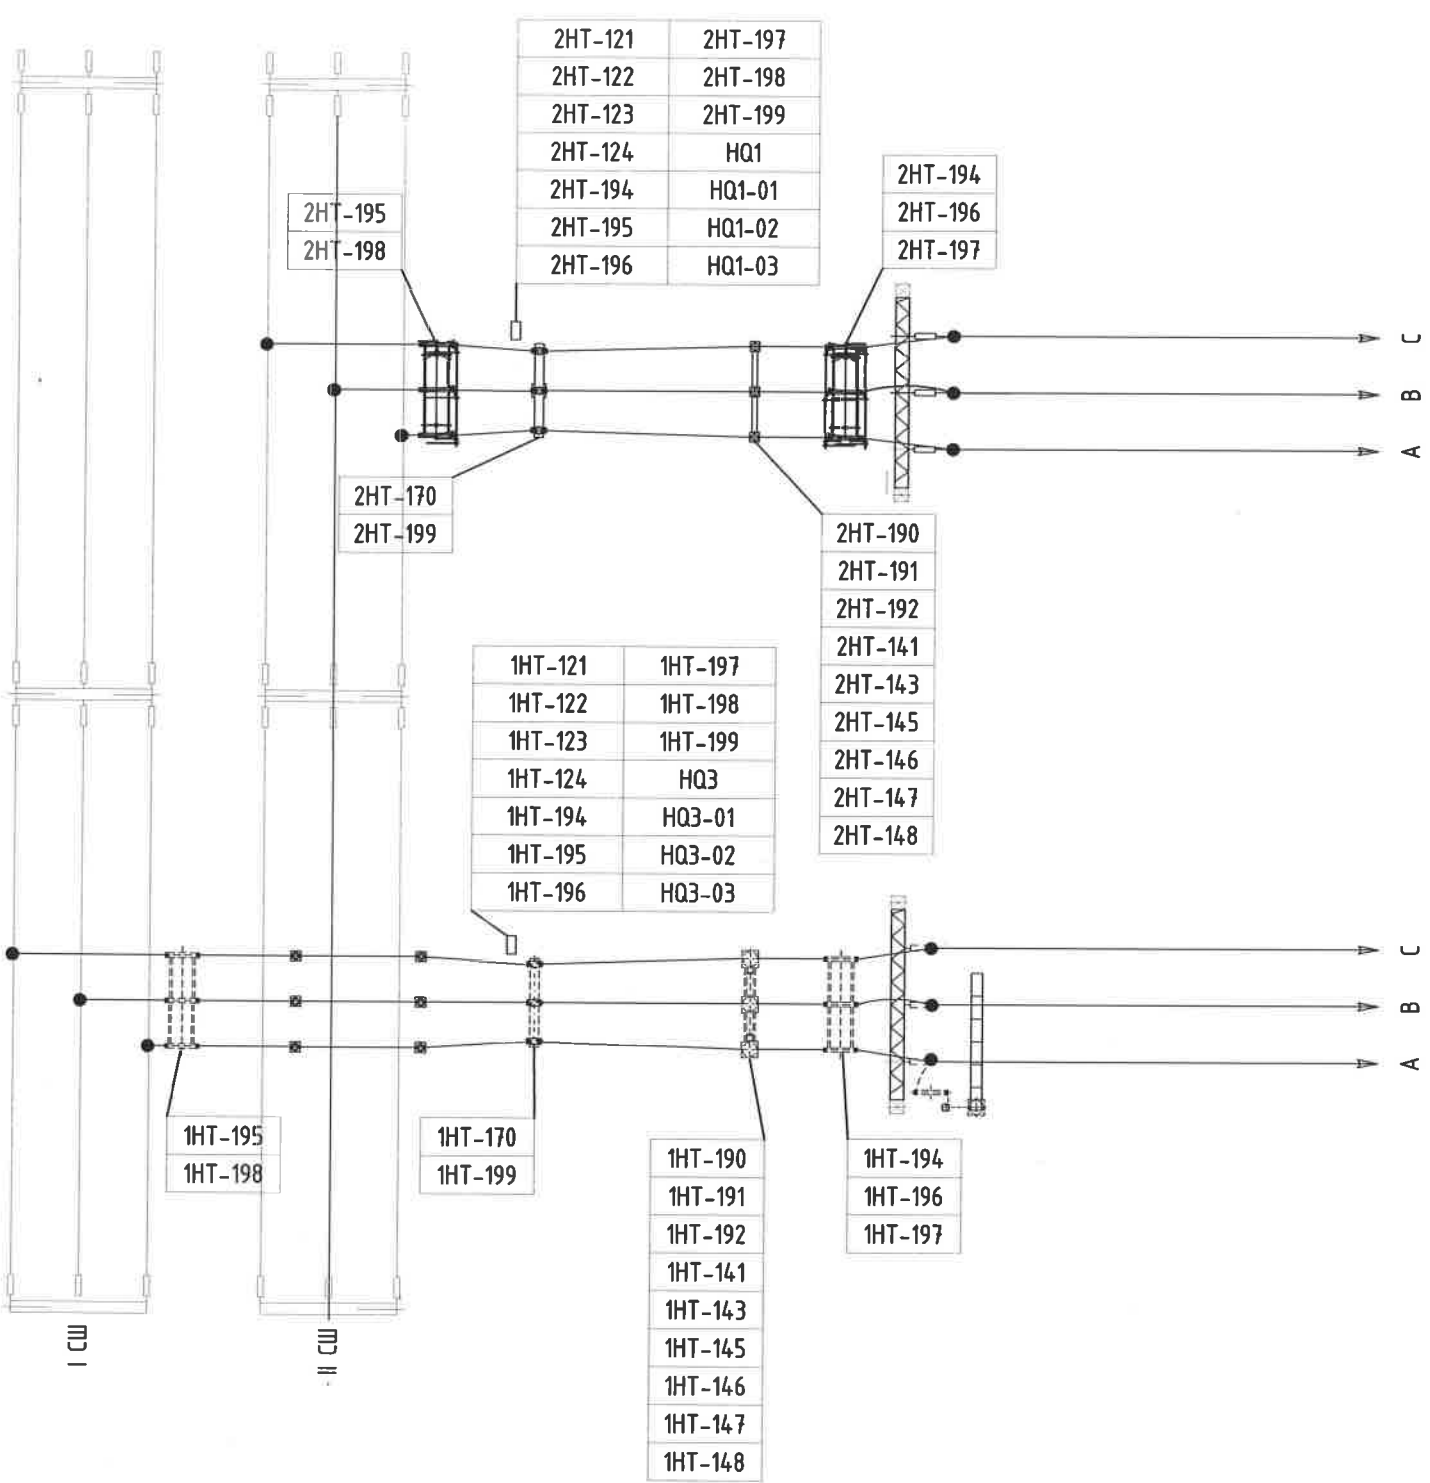 2HT-121 2HT-197
2HT-122 2HT-198
2HT-123 2HT-199
2HT-124 HQ1
2HT-194 HQ1-01
2HT-195 HQ1-02
2HT-196 HQ1-03
2HT-194
2HT-196
2HT-197
2HT-195
2HT-198
C
B
A
2HT-170
2HT-199
2HT-190
2HT-191
2HT-192
2HT-141
2HT-143
2HT-145
2HT-146
2HT-147
2HT-148
1HT-121 1HT-197
1HT-122 1HT-198
1HT-123 1HT-199
1HT-124 HQ3
1HT-194 HQ3-01
1HT-195 HQ3-02
1HT-196 HQ3-03
C
B
A
1HT-195
1HT-198
1HT-170
1HT-199
1HT-190
1HT-191
1HT-192
1HT-141
1HT-143
1HT-145
1HT-146
1HT-147
1HT-148
1HT-194
1HT-196
1HT-197
I СШ
II СШ